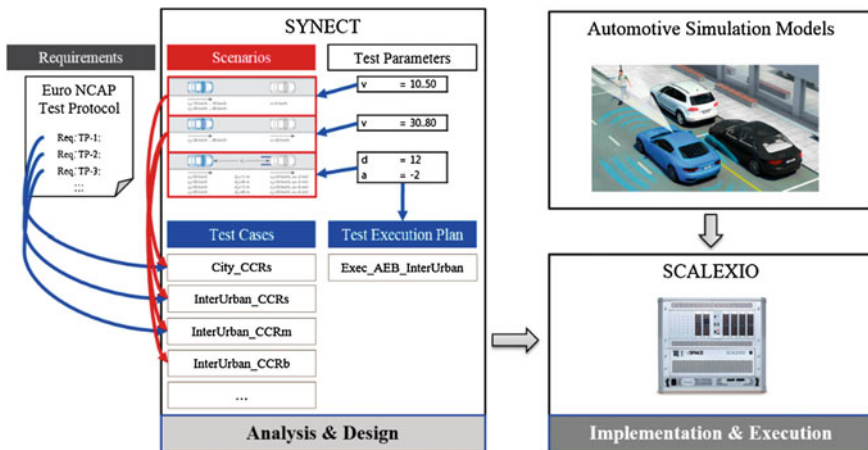 SYNECT
Requirements
Euro NCAP
Test Protocol
Req: TP-1:
Req: TP-2:
Req: TP-3:
...
Scenarios
Test Parameters
v = 10..50
v = 30..80
d = 12
a = -2
Test Cases
City_CCRs
InterUrban_CCRs
InterUrban_CCRm
InterUrban_CCRb
...
Test Execution Plan
Exec_AEB_InterUrban
Analysis & Design
Automotive Simulation Models
SCALEXIO
dSPACE
SCALEXIO
Implementation & Execution